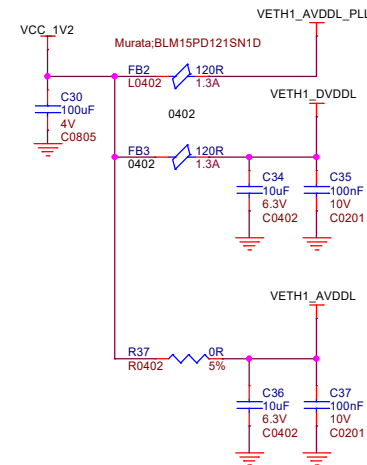 VETH1_AVDDL_PLL
VCC_1V2
Murata;BLM15PD121SN1D
FB2 120R
L0402 1.3A
C30
100uF
4V
C0805
0402
VETH1_DVDDL
FB3 120R
0402 1.3A
C34
10uF
6.3V
C0402
C35
100nF
10V
C0201
VETH1_AVDDL
R37 0R
R0402 5%
C36
10uF
6.3V
C0402
C37
100nF
10V
C0201